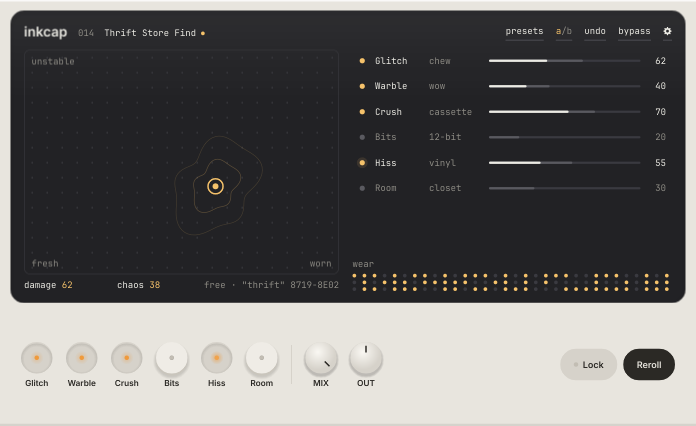 inkcap 014 Thrift Store Find
presets a/b undo bypass
unstable
fresh worn
damage 62 chaos 38 free · "thrift" 8719-8E02
Glitch chew 62
Warble wow 40
Crush cassette 70
Bits 12-bit 20
Hiss vinyl 55
Room closet 30
wear
Glitch Warble Crush Bits Hiss Room MIX OUT
Lock Reroll